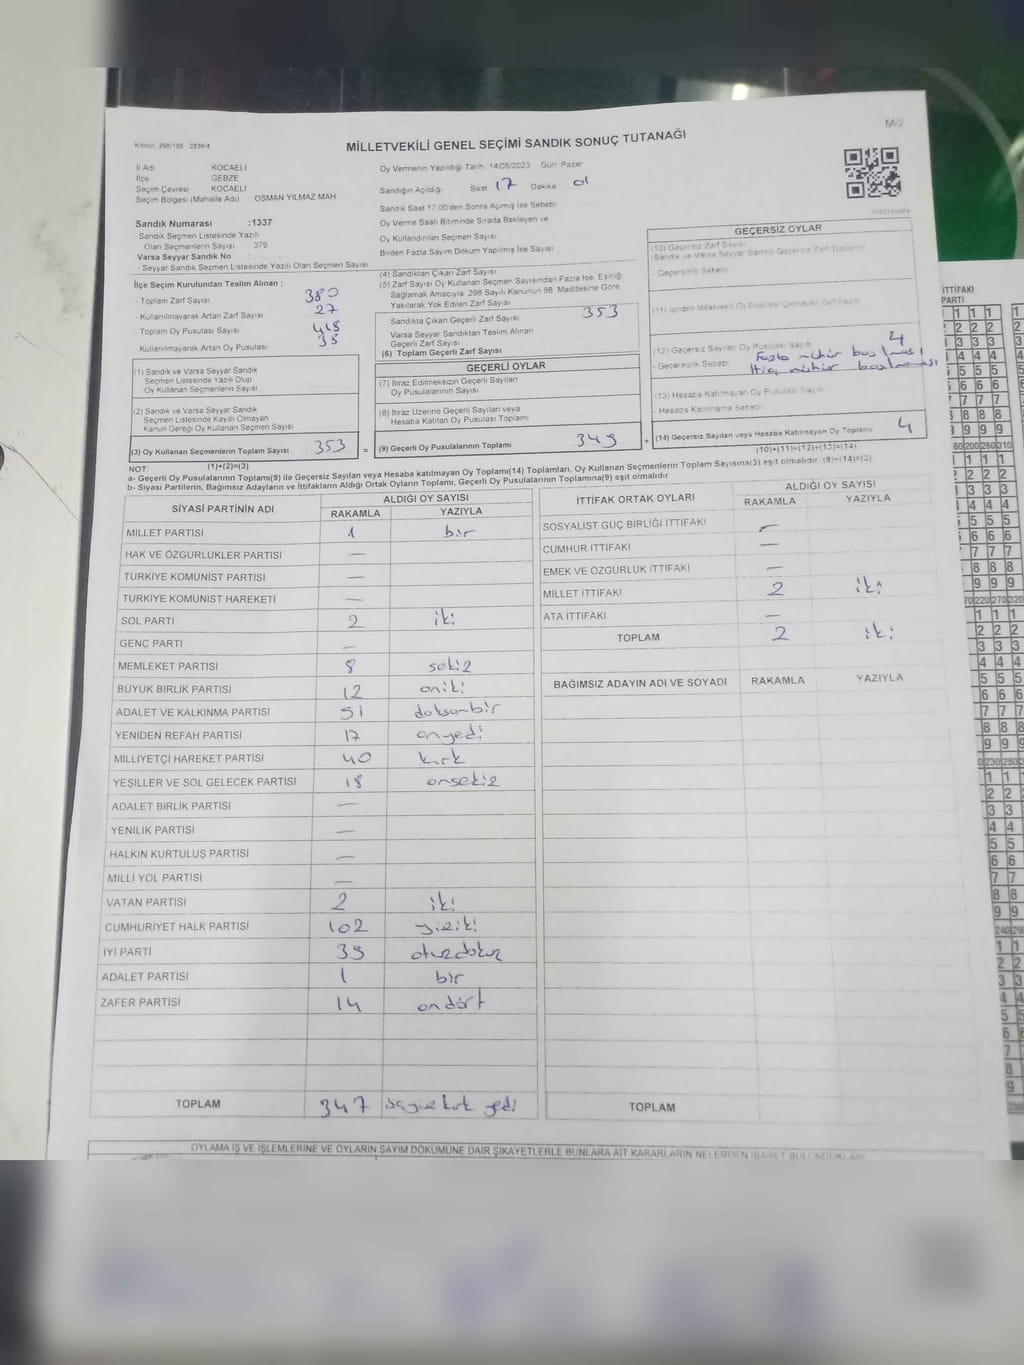 M/2
Kanun, 298/105 2839/4
MİLLETVEKİLİ GENEL SEÇİMİ SANDIK SONUÇ TUTANAĞI
İl Adı KOCAELİ
İlçe GEBZE
Seçim Çevresi KOCAELİ
Seçim Bölgesi (Mahalle Adı) OSMAN YILMAZ MAH
Oy Vermenin Yapıldığı Tarih 14/05/2023 Gün Pazar
Sandığın Açıldığı Saat 17 Dakika 01
Sandık Saat 17.00'den Sonra Açılmış İse Sebebi
Oy Verme Saati Bitiminde Sırada Bekleyen ve
Oy Kullandırılan Seçmen Sayısı
Birden Fazla Sayım Döküm Yapılmış İse Sayısı
Sandık Numarası :1337
Sandık Seçmen Listesinde Yazılı
Olan Seçmenlerin Sayısı 379
Varsa Seyyar Sandık No
- Seyyar Sandık Seçmen Listesinde Yazılı Olan Seçmen Sayısı
İlçe Seçim Kurulundan Teslim Alınan ;
- Toplam Zarf Sayısı 380
- Kullanılmayarak Artan Zarf Sayısı 27
- Toplam Oy Pusulası Sayısı
- Kullanılmayarak Artan Oy Pusulası
(1) Sandık ve Varsa Seyyar Sandık
Seçmen Listesinde Yazılı Olup
Oy Kullanan Seçmenlerin Sayısı
(2) Sandık ve Varsa Seyyar Sandık
Seçmen Listesinde Kayıtlı Olmayan
Kanun Gereği Oy Kullanan Seçmen Sayısı
(3) Oy Kullanan Seçmenlerin Toplam Sayısı 353
(1)+(2)=(3)
(4) Sandıktan Çıkan Zarf Sayısı
(5) Zarf Sayısı Oy Kullanan Seçmen Sayısından Fazla İse, Eşitliği
Sağlamak Amacıyla 298 Sayılı Kanunun 98. Maddesine Göre
Yakılarak Yok Edilen Zarf Sayısı
Sandıkta Çıkan Geçerli Zarf Sayısı 353
Varsa Seyyar Sandıktan Teslim Alınan
Geçerli Zarf Sayısı
(6) Toplam Geçerli Zarf Sayısı
GEÇERLİ OYLAR
(7) İtiraz Edilmeksizin Geçerli Sayılan
Oy Pusulalarının Sayısı
(8) İtiraz Üzerine Geçerli Sayılan veya
Hesaba Katılan Oy Pusulası Toplamı
= (9) Geçerli Oy Pusulalarının Toplamı 349 +
GEÇERSİZ OYLAR
(10) Geçersiz Zarf Sayısı
(Sandık ve Varsa Seyyar Sandık Geçersiz Zarf Toplamı)
- Geçersizlik Sebebi
(11) İçinden Milletvekili Oy Pusulası Çıkmayan Zarf Sayısı
(12) Geçersiz Sayılan Oy Pusulası Sayısı 4
- Geçersizlik Sebebi Fazla mühür basılması
Hiç mühür basılmaması
(13) Hesaba Katılmayan Oy Pusulası Sayısı
- Hesaba Katılmama Sebebi
(14) Geçersiz Sayılan veya Hesaba Katılmayan Oy Toplamı 4
(10)+(11)+(12)+(13)=(14)
NOT:
a- Geçerli Oy Pusulalarının Toplamı(9) ile Geçersiz Sayılan veya Hesaba katılmayan Oy Toplamı(14) Toplamları, Oy Kullanan Seçmenlerin Toplam Sayısına(3) eşit olmalıdır. (9)+(14)=(3)
b- Siyasi Partilerin, Bağımsız Adayların ve İttifakların Aldığı Ortak Oyların Toplamı, Geçerli Oy Pusulalarının Toplamına(9) eşit olmalıdır
SİYASİ PARTİNİN ADI ALDIĞI OY SAYISI
RAKAMLA YAZIYLA
MİLLET PARTİSİ 1 bir
HAK VE ÖZGÜRLÜKLER PARTİSİ —
TÜRKİYE KOMÜNİST PARTİSİ —
TÜRKİYE KOMÜNİST HAREKETİ —
SOL PARTİ 2 iki
GENÇ PARTİ —
MEMLEKET PARTİSİ 8 sekiz
BÜYÜK BİRLİK PARTİSİ 12 oniki
ADALET VE KALKINMA PARTİSİ 91 doksanbir
YENİDEN REFAH PARTİSİ 17 onyedi
MİLLİYETÇİ HAREKET PARTİSİ 40 kırk
YEŞİLLER VE SOL GELECEK PARTİSİ 18 onsekiz
ADALET BİRLİK PARTİSİ —
YENİLİK PARTİSİ —
HALKIN KURTULUŞ PARTİSİ —
MİLLİ YOL PARTİSİ —
VATAN PARTİSİ 2 iki
CUMHURİYET HALK PARTİSİ 102 yüziki
İYİ PARTİ 39 otuzdokuz
ADALET PARTİSİ 1 bir
ZAFER PARTİSİ 14 ondört
TOPLAM 347 üçyüz kırk yedi
İTTİFAK ORTAK OYLARI ALDIĞI OY SAYISI
RAKAMLA YAZIYLA
SOSYALİST GÜÇ BİRLİĞİ İTTİFAKI —
CUMHUR İTTİFAKI —
EMEK VE ÖZGÜRLÜK İTTİFAKI —
MİLLET İTTİFAKI 2 iki
ATA İTTİFAKI —
TOPLAM 2 iki
BAĞIMSIZ ADAYIN ADI VE SOYADI RAKAMLA YAZIYLA
TOPLAM
OYLAMA İŞ VE İŞLEMLERİNE VE OYLARIN SAYIM DÖKÜMÜNE DAİR ŞİKAYETLERLE BUNLARA AİT KARARLARIN NELERDEN İBARET BULUNDUKLARI
İTTİFAKI
PARTİ